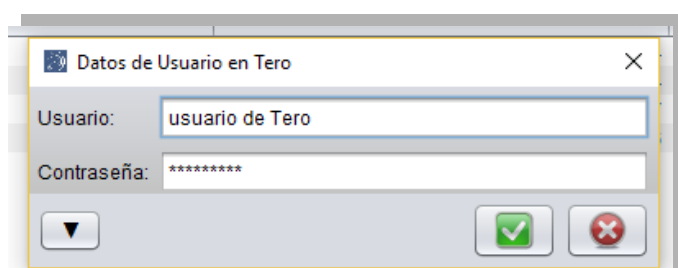 Datos de Usuario en Tero
Usuario: usuario de Tero
Contraseña: *********